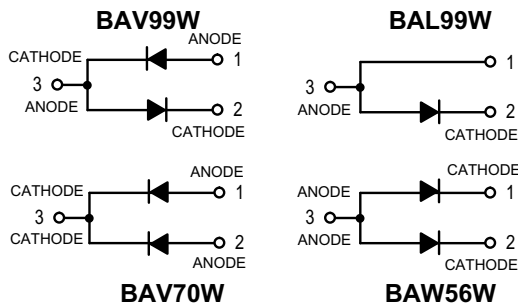 BAV99W
ANODE
CATHODE
1
3
ANODE
2
CATHODE
BAL99W
1
3
ANODE
2
CATHODE
ANODE
CATHODE
1
3
CATHODE
2
ANODE
BAV70W
CATHODE
ANODE
1
3
ANODE
2
CATHODE
BAW56W